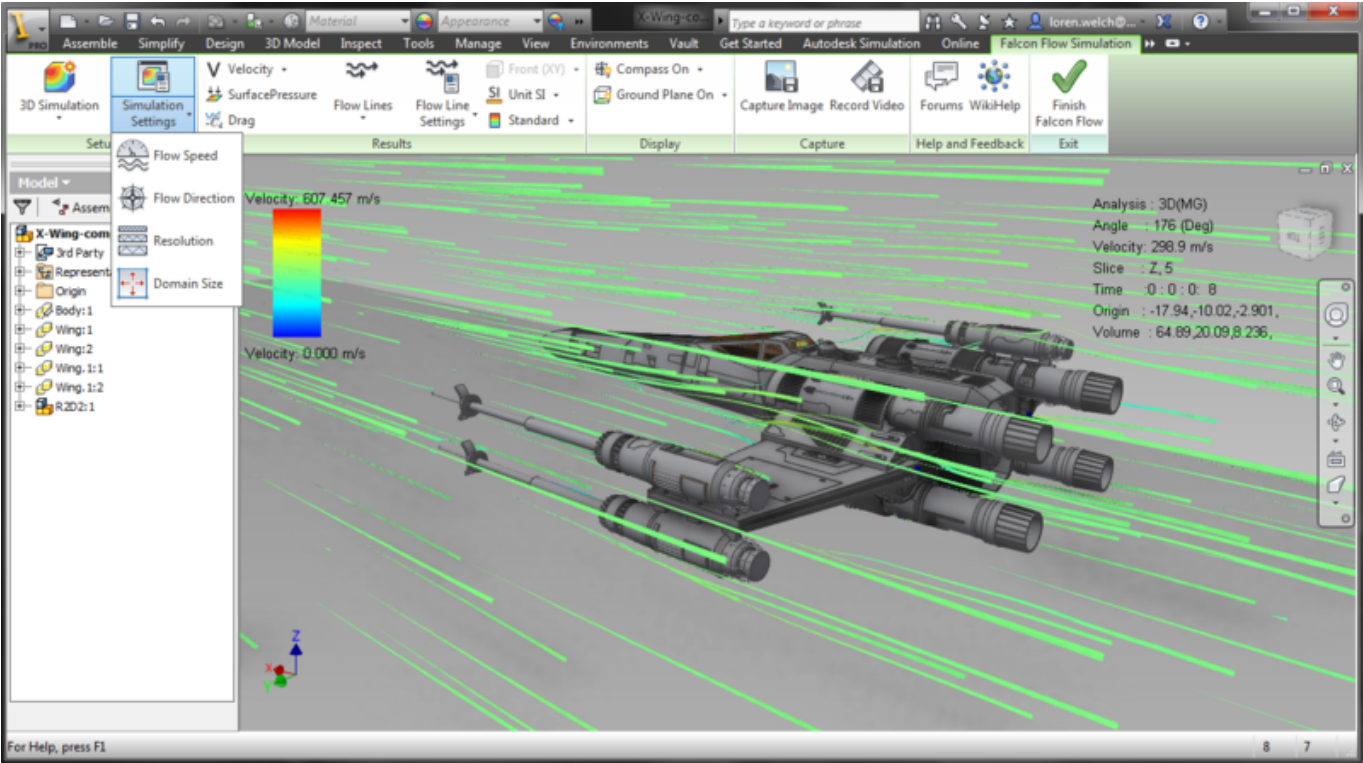 Material Appearance X-Wing-co... Type a keyword or phrase loren.welch@...
PRO Assemble Simplify Design 3D Model Inspect Tools Manage View Environments Vault Get Started Autodesk Simulation Online Falcon Flow Simulation
V Velocity Front (XY) Compass On
3D Simulation Simulation Settings SurfacePressure Flow Lines Flow Line Settings SI Unit SI Ground Plane On Capture Image Record Video Forums WikiHelp Finish Falcon Flow
Drag Standard
Setu Results Display Capture Help and Feedback Exit
Flow Speed
Flow Direction
Resolution
Domain Size
Model
Assem
X-Wing-com
3rd Party
Represent
Origin
Body:1
Wing:1
Wing:2
Wing.1:1
Wing.1:2
R2D2:1
Velocity: 607.457 m/s
Velocity: 0.000 m/s
Analysis : 3D(MG)
Angle : 176 (Deg)
Velocity: 298.9 m/s
Slice : Z, 5
Time :0 : 0 : 0: 8
Origin : -17.94,-10.02,-2.901,
Volume : 64.89,20.09,8.236,
Z
X
Y
For Help, press F1 8 7